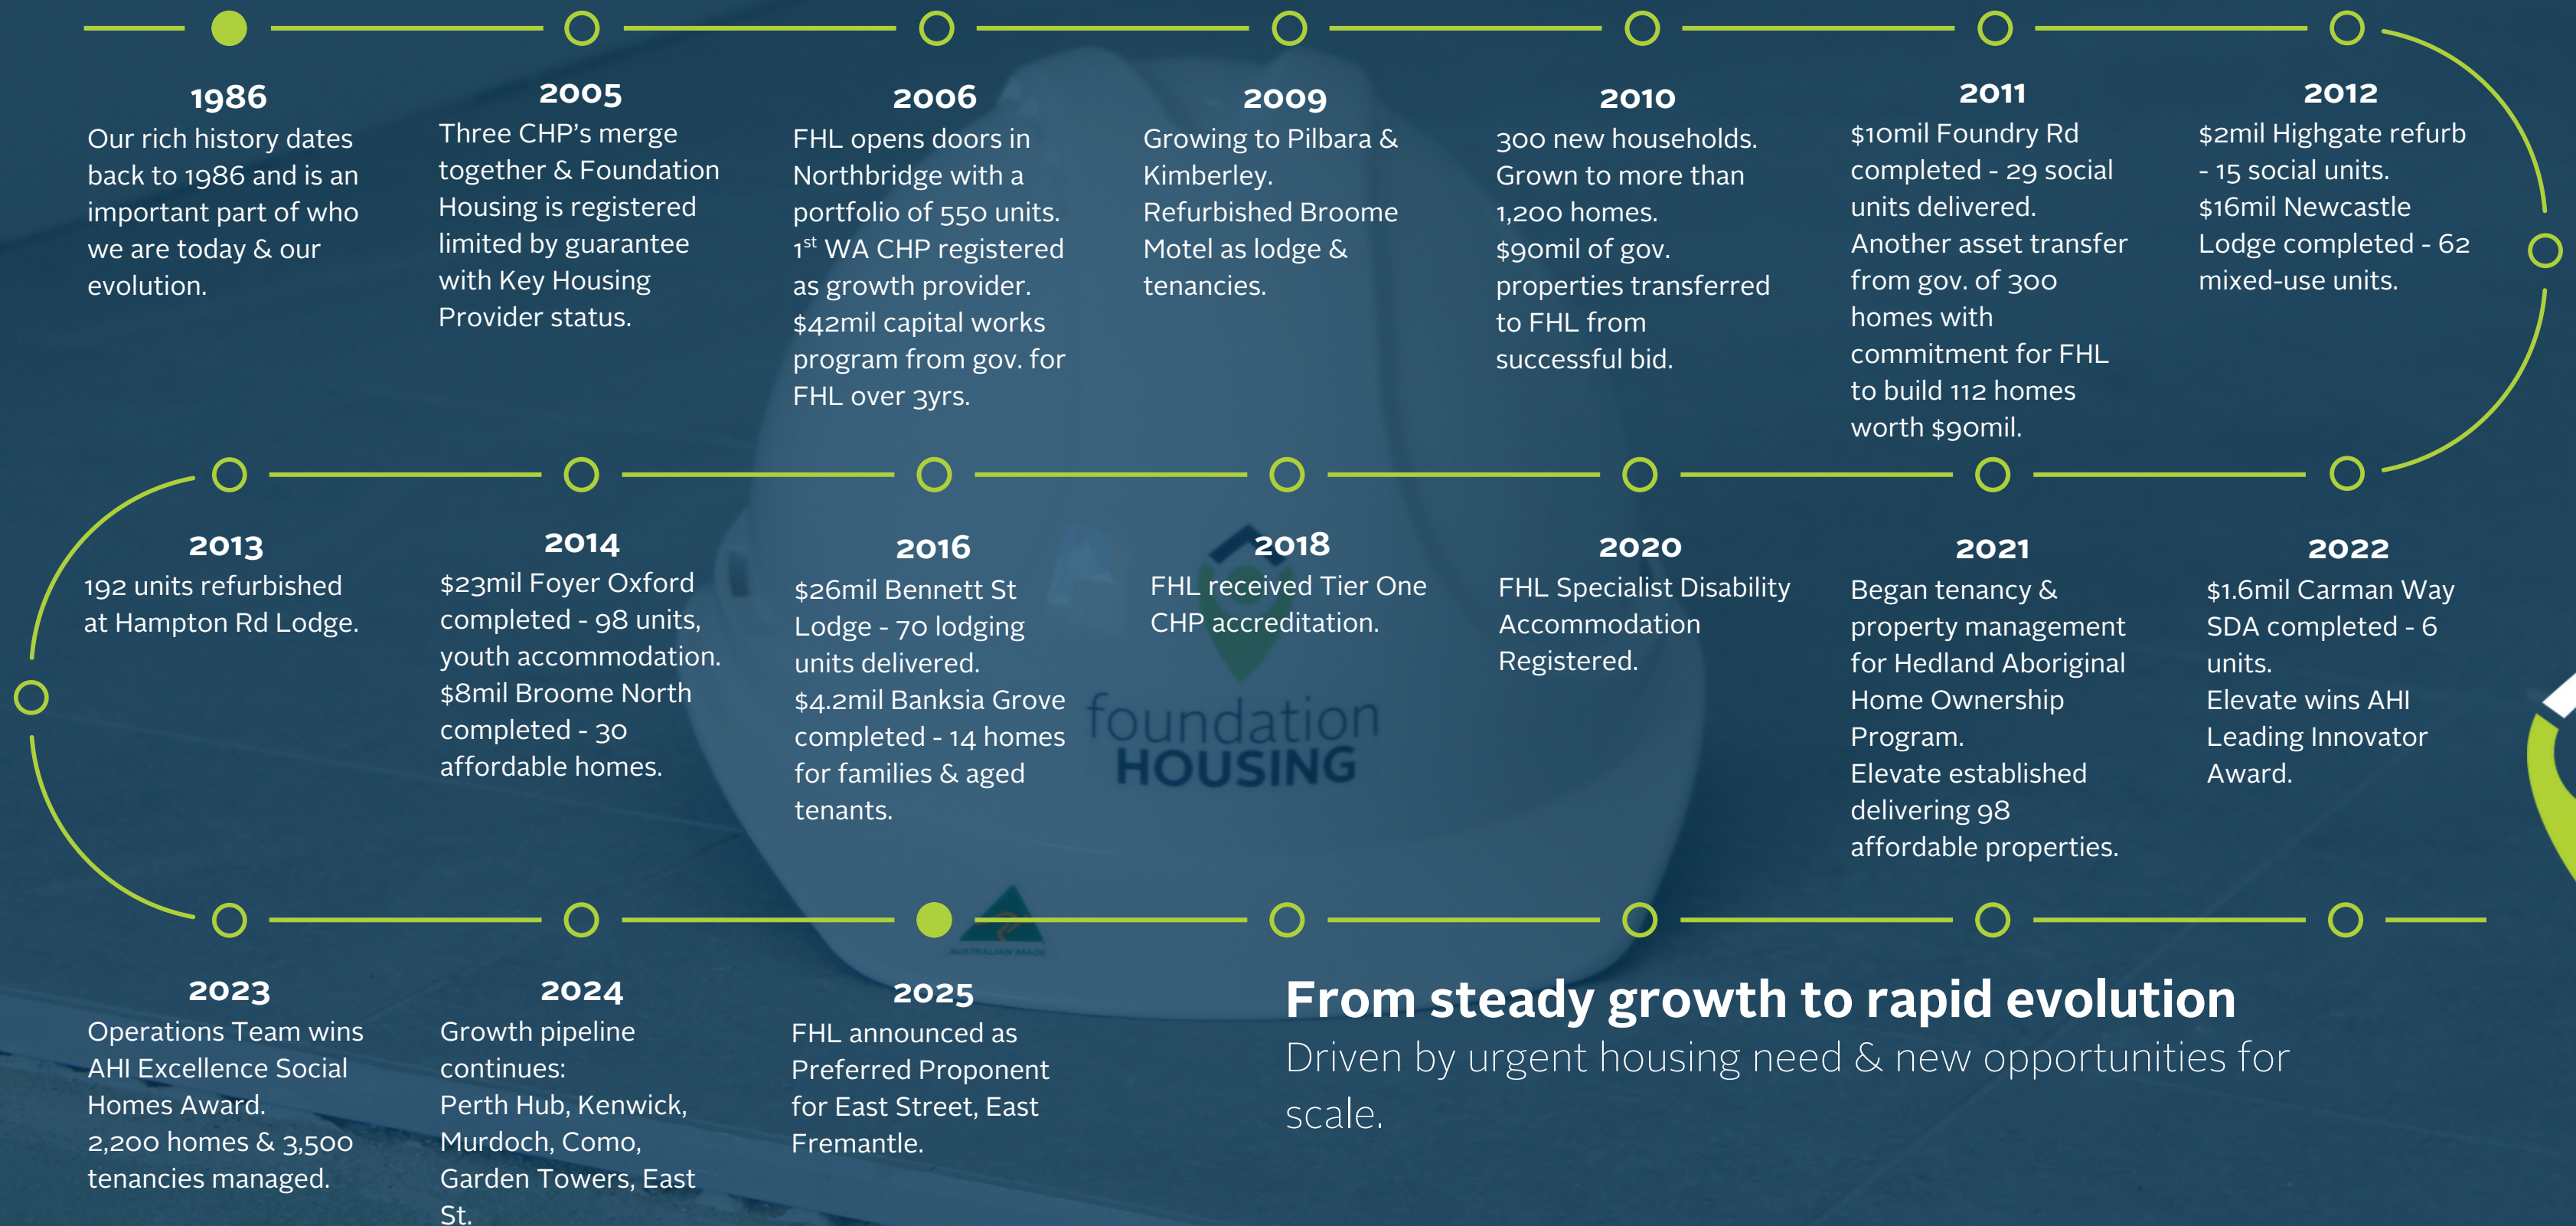 1986
Our rich history dates
back to 1986 and is an
important part of who
we are today & our
evolution.
2005
Three CHP's merge
together & Foundation
Housing is registered
limited by guarantee
with Key Housing
Provider status.
2006
FHL opens doors in
Northbridge with a
portfolio of 550 units.
1st WA CHP registered
as growth provider.
$42mil capital works
program from gov. for
FHL over 3yrs.
2009
Growing to Pilbara &
Kimberley.
Refurbished Broome
Motel as lodge &
tenancies.
2010
300 new households.
Grown to more than
1,200 homes.
$90mil of gov.
properties transferred
to FHL from
successful bid.
2011
$10mil Foundry Rd
completed - 29 social
units delivered.
Another asset transfer
from gov. of 300
homes with
commitment for FHL
to build 112 homes
worth $90mil.
2012
$2mil Highgate refurb
- 15 social units.
$16mil Newcastle
Lodge completed - 62
mixed-use units.
2013
192 units refurbished
at Hampton Rd Lodge.
2014
$23mil Foyer Oxford
completed - 98 units,
youth accommodation.
$8mil Broome North
completed - 30
affordable homes.
2016
$26mil Bennett St
Lodge - 70 lodging
units delivered.
$4.2mil Banksia Grove
completed - 14 homes
for families & aged
tenants.
2018
FHL received Tier One
CHP accreditation.
foundation
HOUSING
2020
FHL Specialist Disability
Accommodation
Registered.
2021
Began tenancy &
property management
for Hedland Aboriginal
Home Ownership
Program.
Elevate established
delivering 98
affordable properties.
2022
$1.6mil Carman Way
SDA completed - 6
units.
Elevate wins AHI
Leading Innovator
Award.
AUSTRALIAN MADE
2023
Operations Team wins
AHI Excellence Social
Homes Award.
2,200 homes & 3,500
tenancies managed.
2024
Growth pipeline
continues:
Perth Hub, Kenwick,
Murdoch, Como,
Garden Towers, East
St.
2025
FHL announced as
Preferred Proponent
for East Street, East
Fremantle.
From steady growth to rapid evolution
Driven by urgent housing need & new opportunities for
scale.